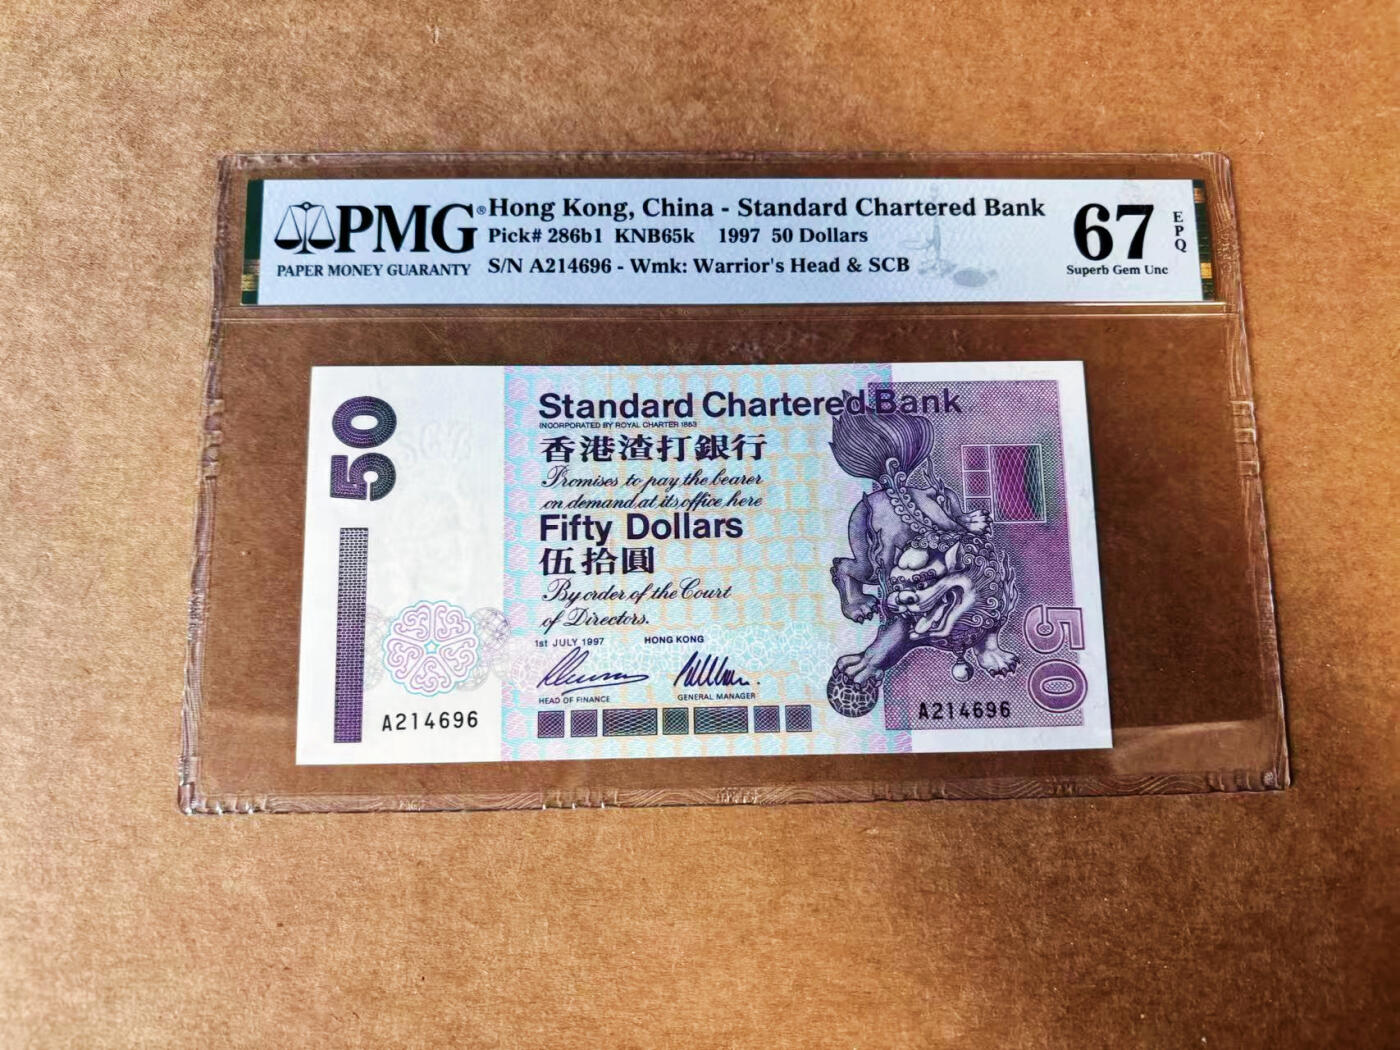 PMG®
PAPER MONEY GUARANTY
Hong Kong, China - Standard Chartered Bank
Pick# 286b1 KNB65k 1997 50 Dollars
S/N A214696 - Wmk: Warrior's Head & SCB
67
EPQ
Superb Gem Unc
50
Standard Chartered Bank
INCORPORATED BY ROYAL CHARTER 1853
香港渣打銀行
Promises to pay the bearer
on demand at its office here
Fifty Dollars
伍拾圓
By order of the Court
of Directors.
1st JULY 1997 HONG KONG
HEAD OF FINANCE GENERAL MANAGER
A214696
A214696
50